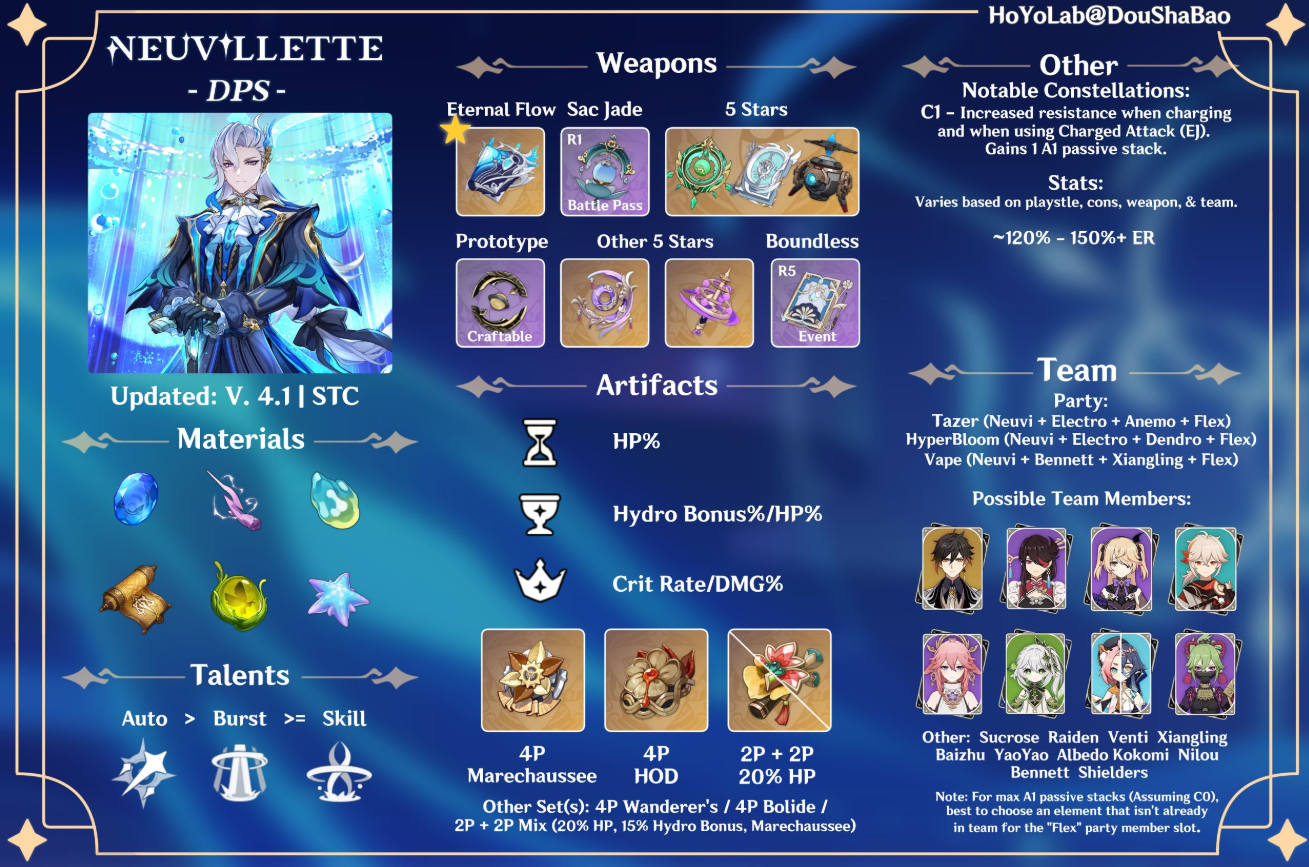 HoYoLab@DouShaBao
NEUVILLETTE
- DPS -
Updated: V. 4.1 | STC
Materials
Talents
Auto > Burst >= Skill
Weapons
Eternal Flow Sac Jade 5 Stars
R1
Battle Pass
Prototype Other 5 Stars Boundless
Craftable
R5
Event
Artifacts
HP%
Hydro Bonus%/HP%
Crit Rate/DMG%
4P
Marechaussee
4P
HOD
2P + 2P
20% HP
Other Set(s): 4P Wanderer's / 4P Bolide /
2P + 2P Mix (20% HP, 15% Hydro Bonus, Marechaussee)
Other
Notable Constellations:
C1 – Increased resistance when charging
and when using Charged Attack (EJ).
Gains 1 A1 passive stack.
Stats:
Varies based on playstle, cons, weapon, & team.
~120% - 150%+ ER
Team
Party:
Tazer (Neuvi + Electro + Anemo + Flex)
HyperBloom (Neuvi + Electro + Dendro + Flex)
Vape (Neuvi + Bennett + Xiangling + Flex)
Possible Team Members:
Other: Sucrose Raiden Venti Xiangling
Baizhu YaoYao Albedo Kokomi Nilou
Bennett Shielders
Note: For max A1 passive stacks (Assuming C0),
best to choose an element that isn't already
in team for the "Flex" party member slot.